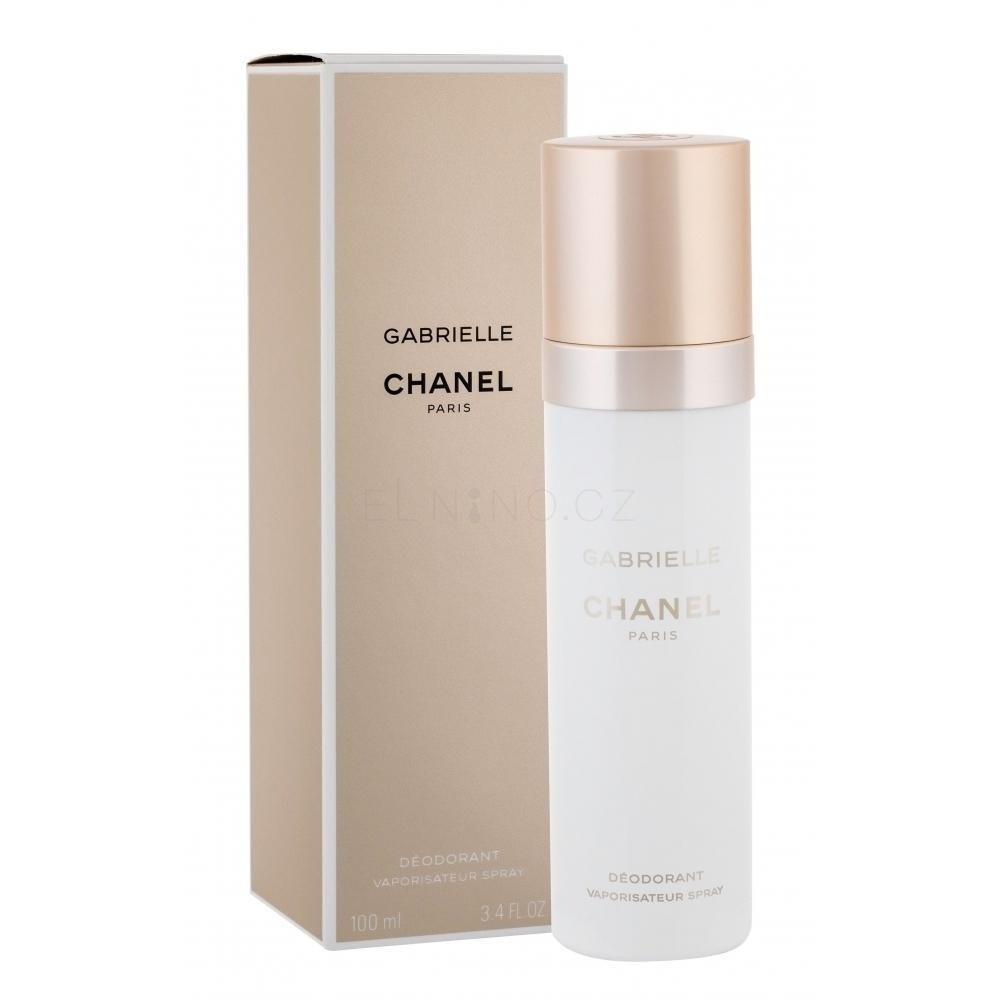 GABRIELLE
CHANEL
PARIS
DÉODORANT
VAPORISATEUR SPRAY
100 ml 3.4 FL.OZ
ELNINO.CZ
GABRIELLE
CHANEL
PARIS
DÉODORANT
VAPORISATEUR SPRAY